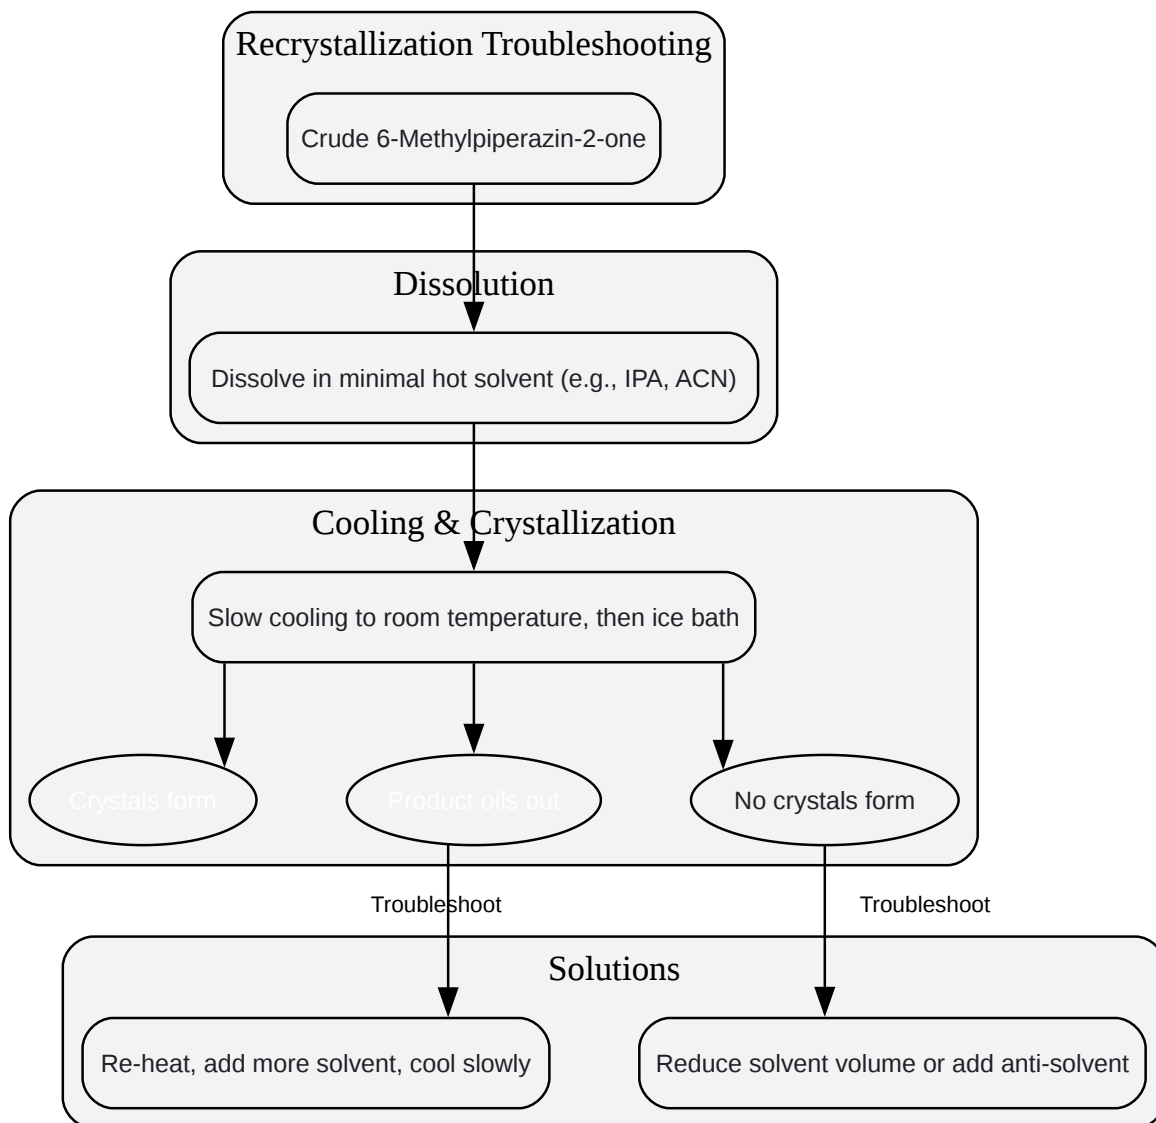 Recrystallization Troubleshooting
Crude 6-Methylpiperazin-2-one
Dissolution
Dissolve in minimal hot solvent (e.g., IPA, ACN)
Cooling & Crystallization
Slow cooling to room temperature, then ice bath
Crystals form
Product oils out
No crystals form
Troubleshoot
Troubleshoot
Solutions
Re-heat, add more solvent, cool slowly
Reduce solvent volume or add anti-solvent